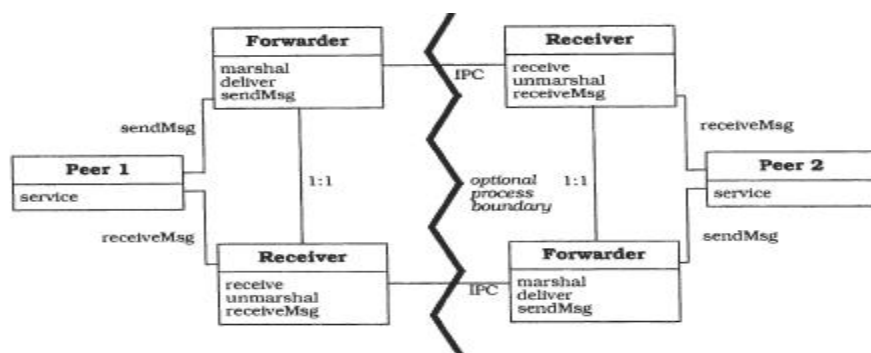 Forwarder
marshal
deliver
sendMsg
IPC
Receiver
receive
unmarshal
receiveMsg
sendMsg
receiveMsg
Peer 1
service
1:1
optional
process
boundary
1:1
Peer 2
service
receiveMsg
sendMsg
Receiver
receive
unmarshal
receiveMsg
IPC
Forwarder
marshal
deliver
sendMsg